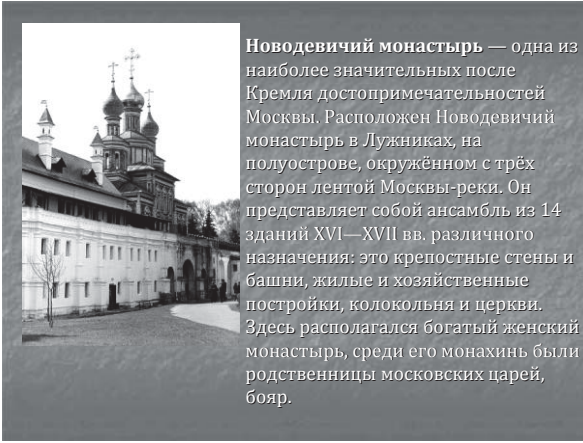 Новодевичий монастырь — одна из
наиболее значительных после
Кремля достопримечательностей
Москвы. Расположен Новодевичий
монастырь в Лужниках, на
полуострове, окружённом с трёх
сторон лентой Москвы-реки. Он
представляет собой ансамбль из 14
зданий XVI—XVII вв. различного
назначения: это крепостные стены и
башни, жилые и хозяйственные
постройки, колокольня и церкви.
Здесь располагался богатый женский
монастырь, среди его монахинь были
родственницы московских царей,
бояр.